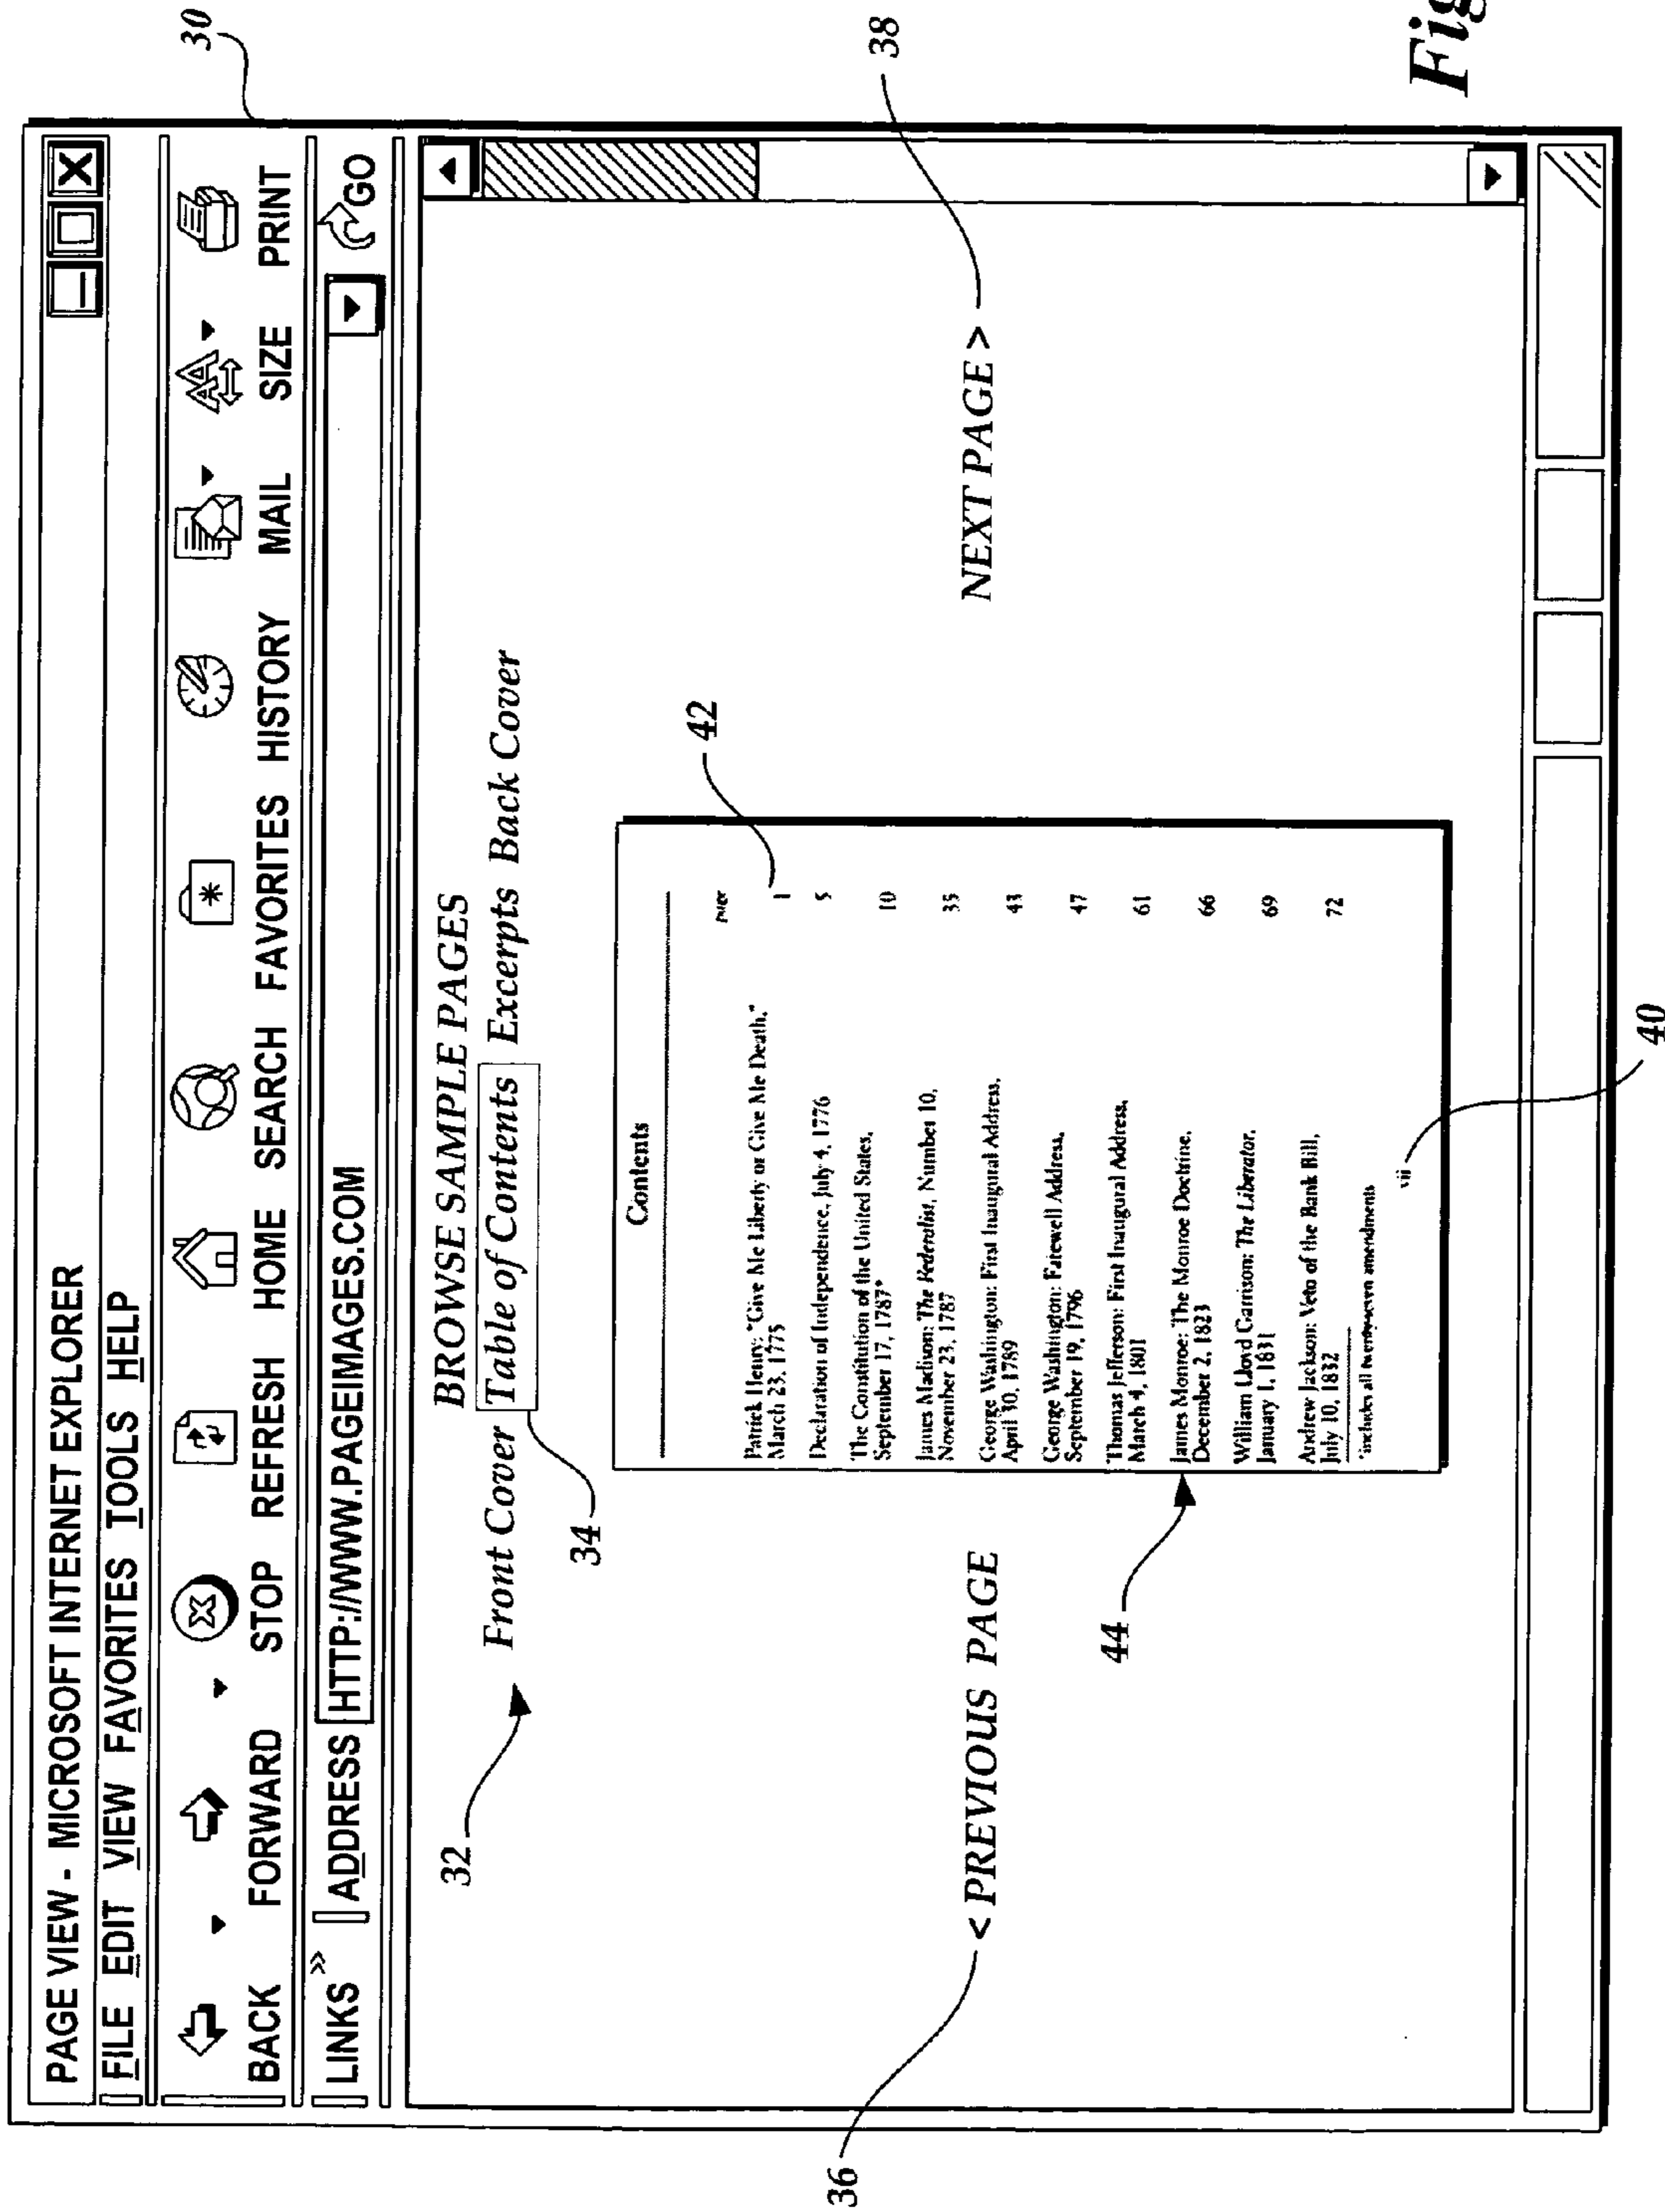 30
PAGE VIEW - MICROSOFT INTERNET EXPLORER
FILE EDIT VIEW FAVORITES TOOLS HELP
BACK FORWARD STOP REFRESH HOME SEARCH FAVORITES HISTORY MAIL SIZE PRINT
LINKS » ADDRESS HTTP://WWW.PAGEIMAGES.COM GO
BROWSE SAMPLE PAGES
32 Front Cover Table of Contents Excerpts Back Cover
34
Contents
42
PAGE
Patrick Henry: "Give Me Liberty or Give Me Death," 1
March 23, 1775
Declaration of Independence, July 4, 1776 5
The Constitution of the United States, 10
September 17, 1787*
James Madison: The Federalist, Number 10, 35
November 23, 1787
George Washington: First Inaugural Address, 43
April 30, 1789
George Washington: Farewell Address, 47
September 19, 1796
Thomas Jefferson: First Inaugural Address, 61
March 4, 1801
James Monroe: The Monroe Doctrine, 66
December 2, 1823
William Lloyd Garrison: The Liberator, 69
January 1, 1831
Andrew Jackson: Veto of the Bank Bill, 72
July 10, 1832
*includes all twenty-seven amendments
vii
36 < PREVIOUS PAGE
NEXT PAGE > 38
44
40
Fig